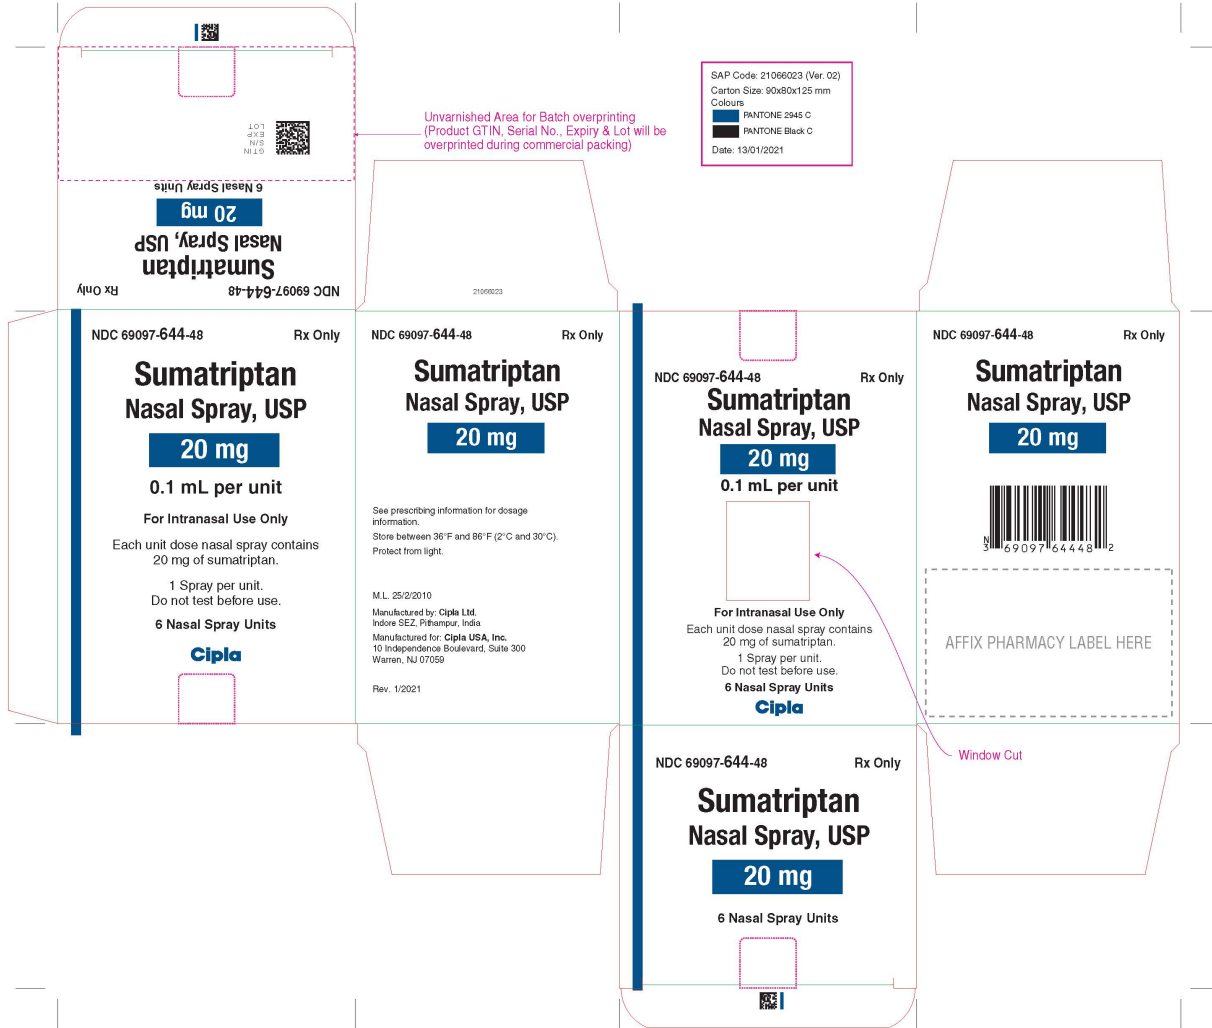 SAP Code: 21066023 (Ver. 02)
Carton Size: 90x80x125 mm
Colours
PANTONE 2945 C
PANTONE Black C
Date: 13/01/2021
Unvarnished Area for Batch overprinting
(Product GTIN, Serial No., Expiry & Lot will be
overprinted during commercial packing)
GTIN
S/N
EXP
LOT
NDC 69097-644-48 Rx Only
Sumatriptan
Nasal Spray, USP
20 mg
6 Nasal Spray Units
21066023
NDC 69097-644-48 Rx Only
Sumatriptan
Nasal Spray, USP
20 mg
0.1 mL per unit
For Intranasal Use Only
Each unit dose nasal spray contains
20 mg of sumatriptan.
1 Spray per unit.
Do not test before use.
6 Nasal Spray Units
Cipla
NDC 69097-644-48 Rx Only
Sumatriptan
Nasal Spray, USP
20 mg
See prescribing information for dosage
information.
Store between 36°F and 86°F (2°C and 30°C).
Protect from light.
M.L. 25/2/2010
Manufactured by: Cipla Ltd.
Indore SEZ, Pithampur, India
Manufactured for: Cipla USA, Inc.
10 Independence Boulevard, Suite 300
Warren, NJ 07059
Rev. 1/2021
NDC 69097-644-48 Rx Only
Sumatriptan
Nasal Spray, USP
20 mg
0.1 mL per unit
For Intranasal Use Only
Each unit dose nasal spray contains
20 mg of sumatriptan.
1 Spray per unit.
Do not test before use.
6 Nasal Spray Units
Cipla
NDC 69097-644-48 Rx Only
Sumatriptan
Nasal Spray, USP
20 mg
N
3 69097 64448 2
AFFIX PHARMACY LABEL HERE
Window Cut
NDC 69097-644-48 Rx Only
Sumatriptan
Nasal Spray, USP
20 mg
6 Nasal Spray Units